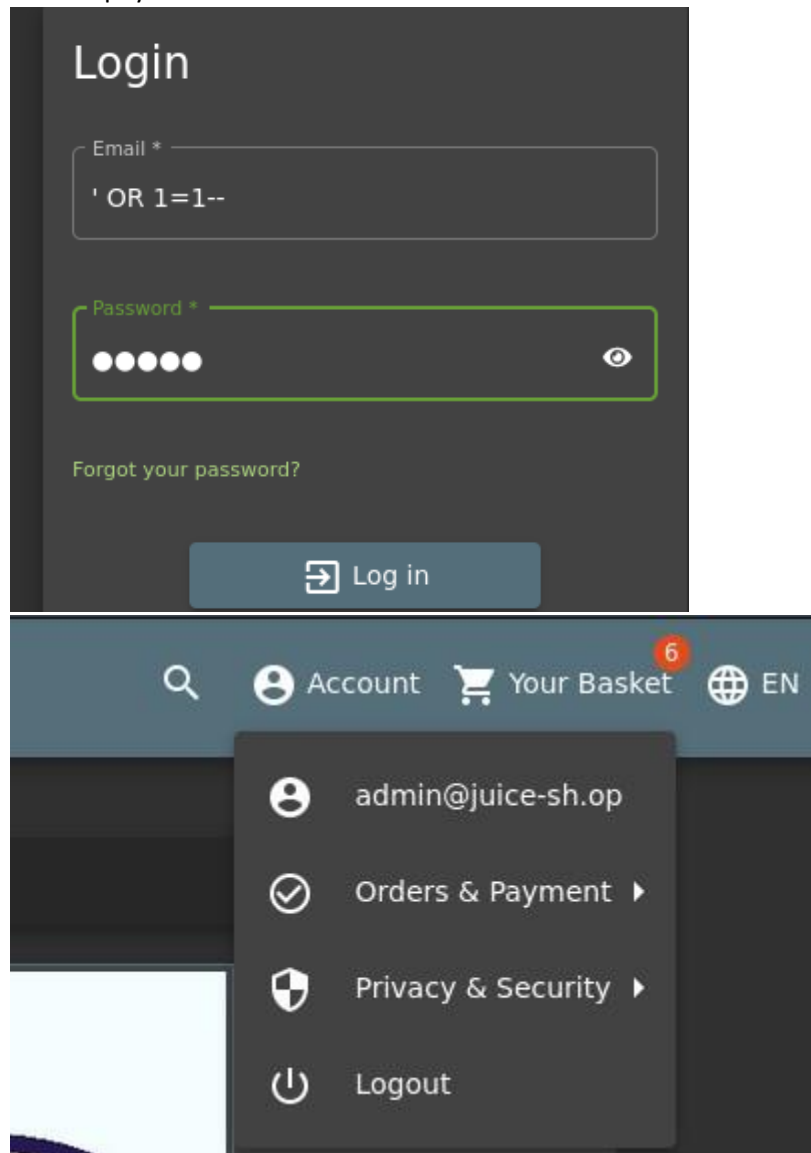 Login
Email *
' OR 1=1--
Password *
●●●●●
Forgot your password?
Log in
6
Account Your Basket EN
admin@juice-sh.op
Orders & Payment
Privacy & Security
Logout